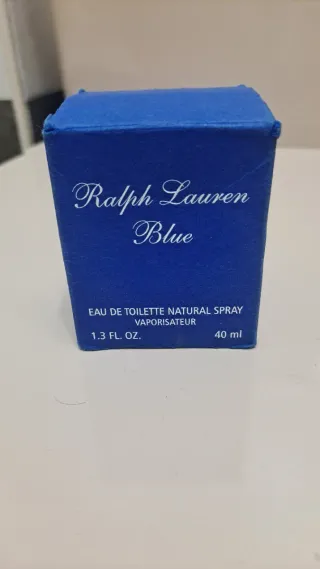 Ralph Lauren
Blue
EAU DE TOILETTE NATURAL SPRAY
VAPORISATEUR
1.3 FL. OZ. 40 ml